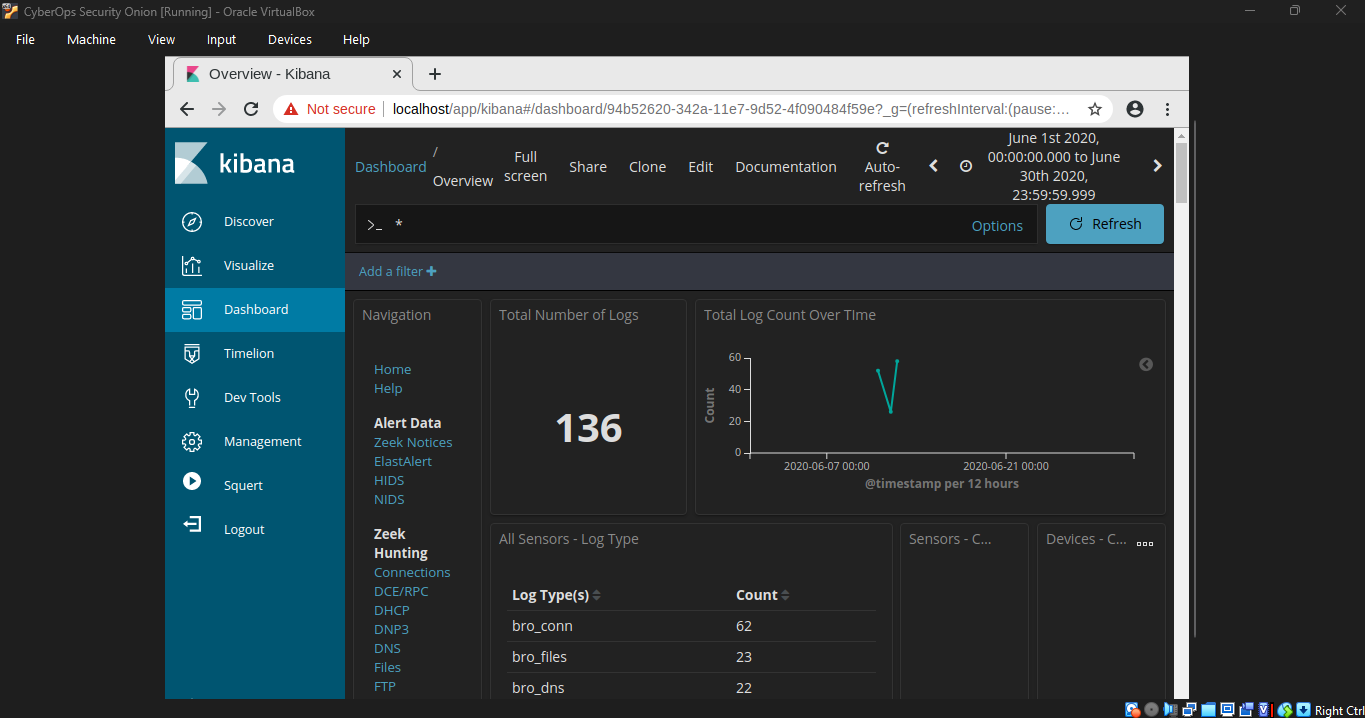 CyberOps Security Onion [Running] - Oracle VirtualBox
File Machine View Input Devices Help
Overview - Kibana
Not secure localhost/app/kibana#/dashboard/94b52620-342a-11e7-9d52-4f090484f59e?_g=(refreshInterval:(pause:...
kibana
Discover
Visualize
Dashboard
Timelion
Dev Tools
Management
Squert
Logout
Dashboard
/
Overview
Full
screen
Share
Clone
Edit
Documentation
Auto-
refresh
June 1st 2020,
00:00:00.000 to June
30th 2020,
23:59:59.999
>_ *
Options
Refresh
Add a filter +
Navigation
Home
Help
Alert Data
Zeek Notices
ElastAlert
HIDS
NIDS
Zeek
Hunting
Connections
DCE/RPC
DHCP
DNP3
DNS
Files
FTP
Total Number of Logs
136
Total Log Count Over TIme
Count
60
40
20
0
2020-06-07 00:00 2020-06-21 00:00
@timestamp per 12 hours
All Sensors - Log Type
Log Type(s) Count
bro_conn 62
bro_files 23
bro_dns 22
Sensors - C...
Devices - C...
Right Ctrl